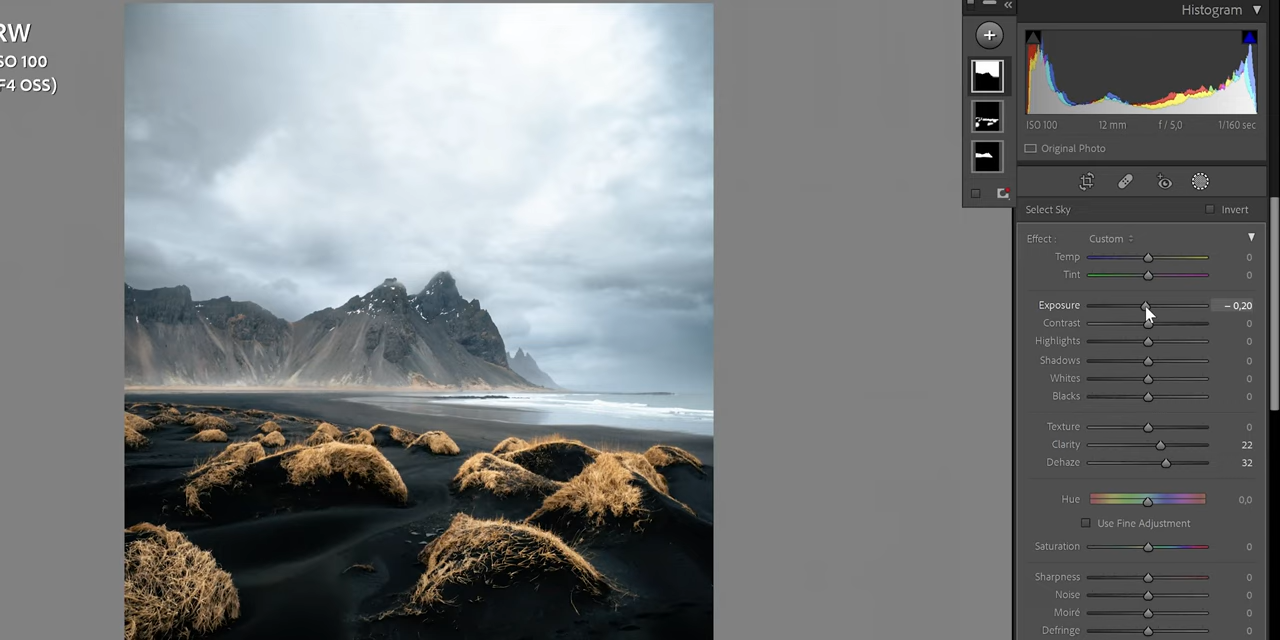 RW
SO 100
F4 OSS)
Histogram
ISO 100 12 mm f / 5,0 1/160 sec
Original Photo
Select Sky Invert
Effect : Custom
Temp 0
Tint 0
Exposure – 0,20
Contrast 0
Highlights 0
Shadows 0
Whites 0
Blacks 0
Texture 0
Clarity 22
Dehaze 32
Hue 0,0
Use Fine Adjustment
Saturation 0
Sharpness 0
Noise 0
Moiré 0
Defringe 0